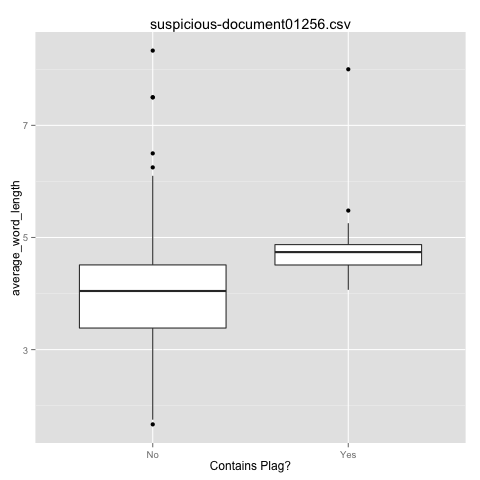 suspicious-document01256.csv
average_word_length
7
5
3
No Yes
Contains Plag?